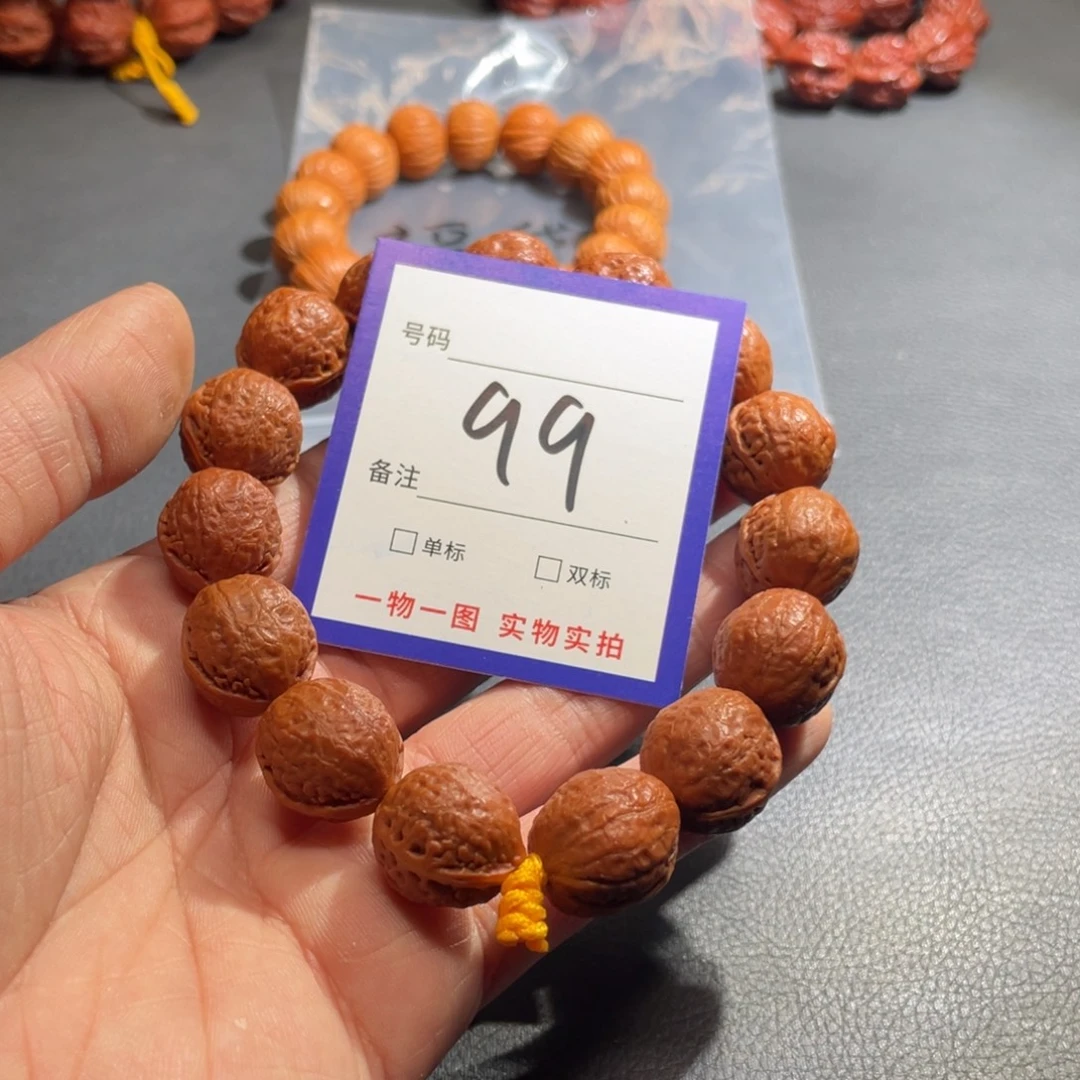 号码
99
备注
□单标 □双标
一物一图 实物实拍